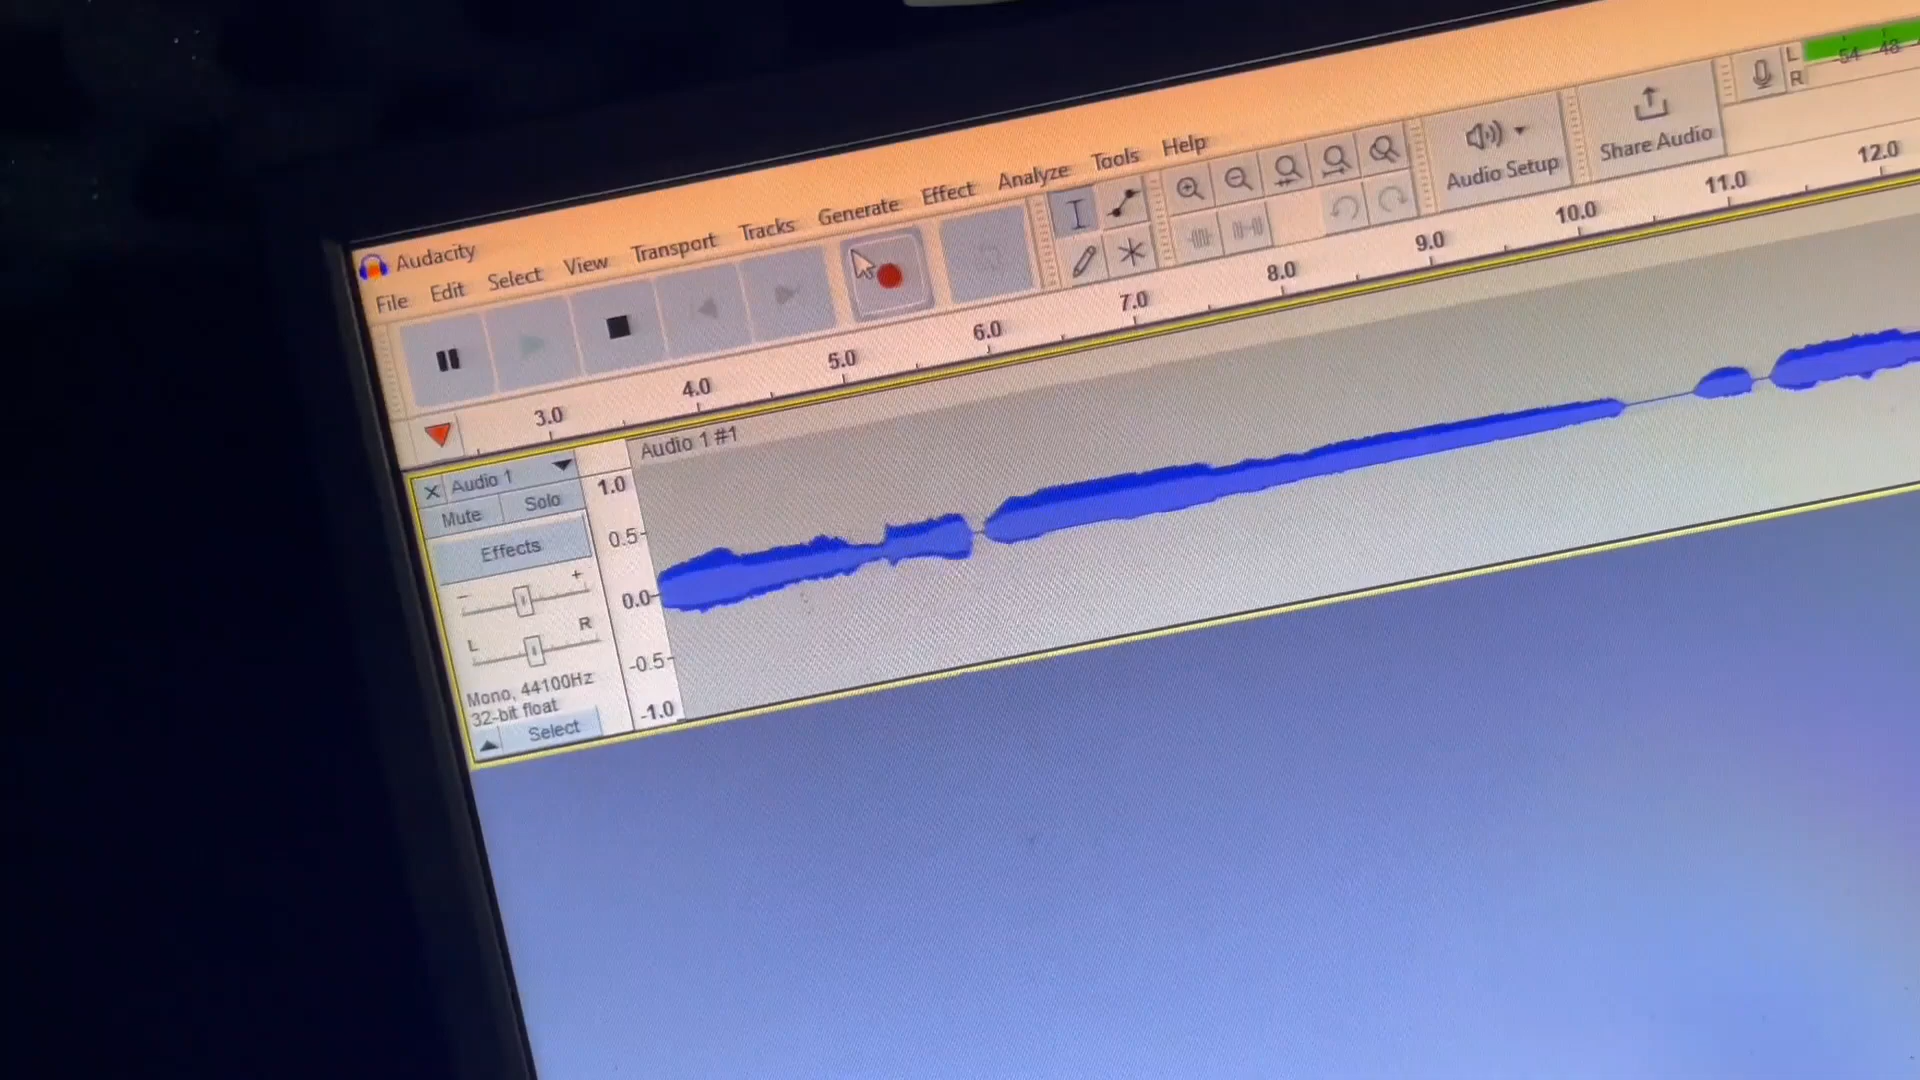 Audacity
File Edit Select View Transport Tracks Generate Effect Analyze Tools Help
Audio Setup
Share Audio
L
R
-54 -48
3.0 4.0 5.0 6.0 7.0 8.0 9.0 10.0 11.0 12.0
Audio 1
Audio 1 #1
Mute Solo
Effects
- +
L R
Mono, 44100Hz
32-bit float
Select
1.0
0.5
0.0
-0.5
-1.0